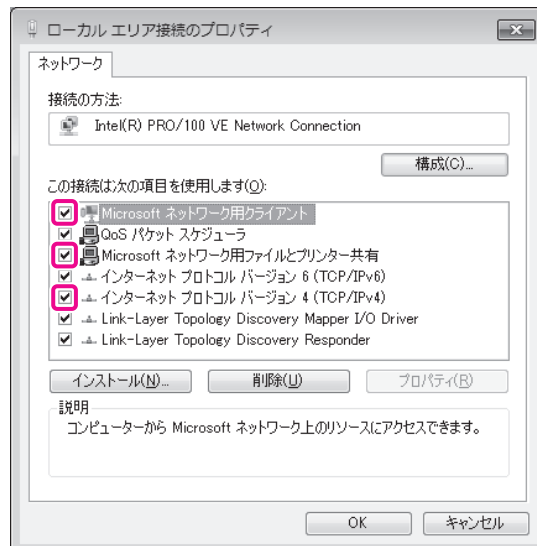 ローカル エリア接続のプロパティ
ネットワーク
接続の方法:
Intel(R) PRO/100 VE Network Connection
構成(C)...
この接続は次の項目を使用します(O):
Microsoft ネットワーク用クライアント
QoS パケット スケジューラ
Microsoft ネットワーク用ファイルとプリンター共有
インターネット プロトコル バージョン 6 (TCP/IPv6)
インターネット プロトコル バージョン 4 (TCP/IPv4)
Link-Layer Topology Discovery Mapper I/O Driver
Link-Layer Topology Discovery Responder
インストール(N)... 削除(U) プロパティ(R)
説明
コンピューターから Microsoft ネットワーク上のリソースにアクセスできます。
OK キャンセル